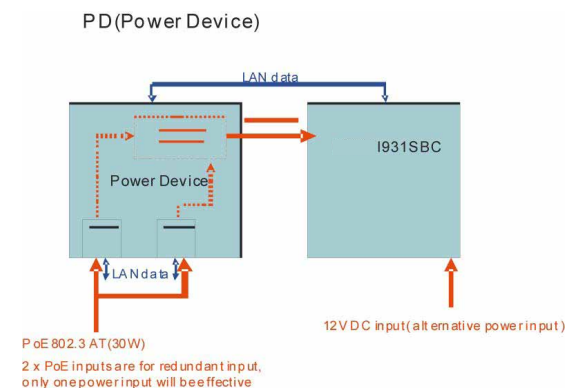 PD(Power Device)
LAN data
I931SBC
Power Device
LAN data
12V DC input(alternative power input)
PoE 802.3 AT(30W)
2 x PoE inputs are for redundant input,
only one power input will be effective